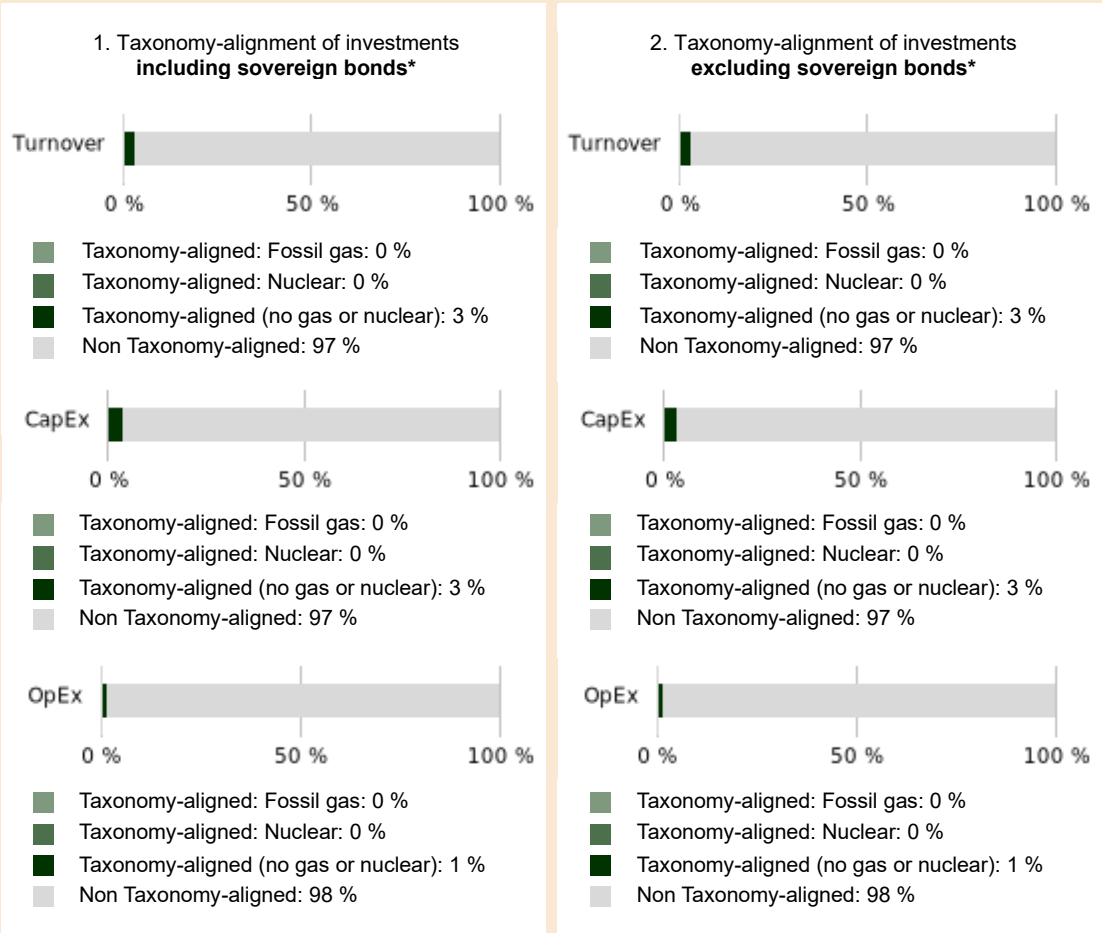 1. Taxonomy-alignment of investments
including sovereign bonds*
Turnover
0 % 50 % 100 %
Taxonomy-aligned: Fossil gas: 0 %
Taxonomy-aligned: Nuclear: 0 %
Taxonomy-aligned (no gas or nuclear): 3 %
Non Taxonomy-aligned: 97 %
CapEx
0 % 50 % 100 %
Taxonomy-aligned: Fossil gas: 0 %
Taxonomy-aligned: Nuclear: 0 %
Taxonomy-aligned (no gas or nuclear): 3 %
Non Taxonomy-aligned: 97 %
OpEx
0 % 50 % 100 %
Taxonomy-aligned: Fossil gas: 0 %
Taxonomy-aligned: Nuclear: 0 %
Taxonomy-aligned (no gas or nuclear): 1 %
Non Taxonomy-aligned: 98 %
2. Taxonomy-alignment of investments
excluding sovereign bonds*
Turnover
0 % 50 % 100 %
Taxonomy-aligned: Fossil gas: 0 %
Taxonomy-aligned: Nuclear: 0 %
Taxonomy-aligned (no gas or nuclear): 3 %
Non Taxonomy-aligned: 97 %
CapEx
0 % 50 % 100 %
Taxonomy-aligned: Fossil gas: 0 %
Taxonomy-aligned: Nuclear: 0 %
Taxonomy-aligned (no gas or nuclear): 3 %
Non Taxonomy-aligned: 97 %
OpEx
0 % 50 % 100 %
Taxonomy-aligned: Fossil gas: 0 %
Taxonomy-aligned: Nuclear: 0 %
Taxonomy-aligned (no gas or nuclear): 1 %
Non Taxonomy-aligned: 98 %